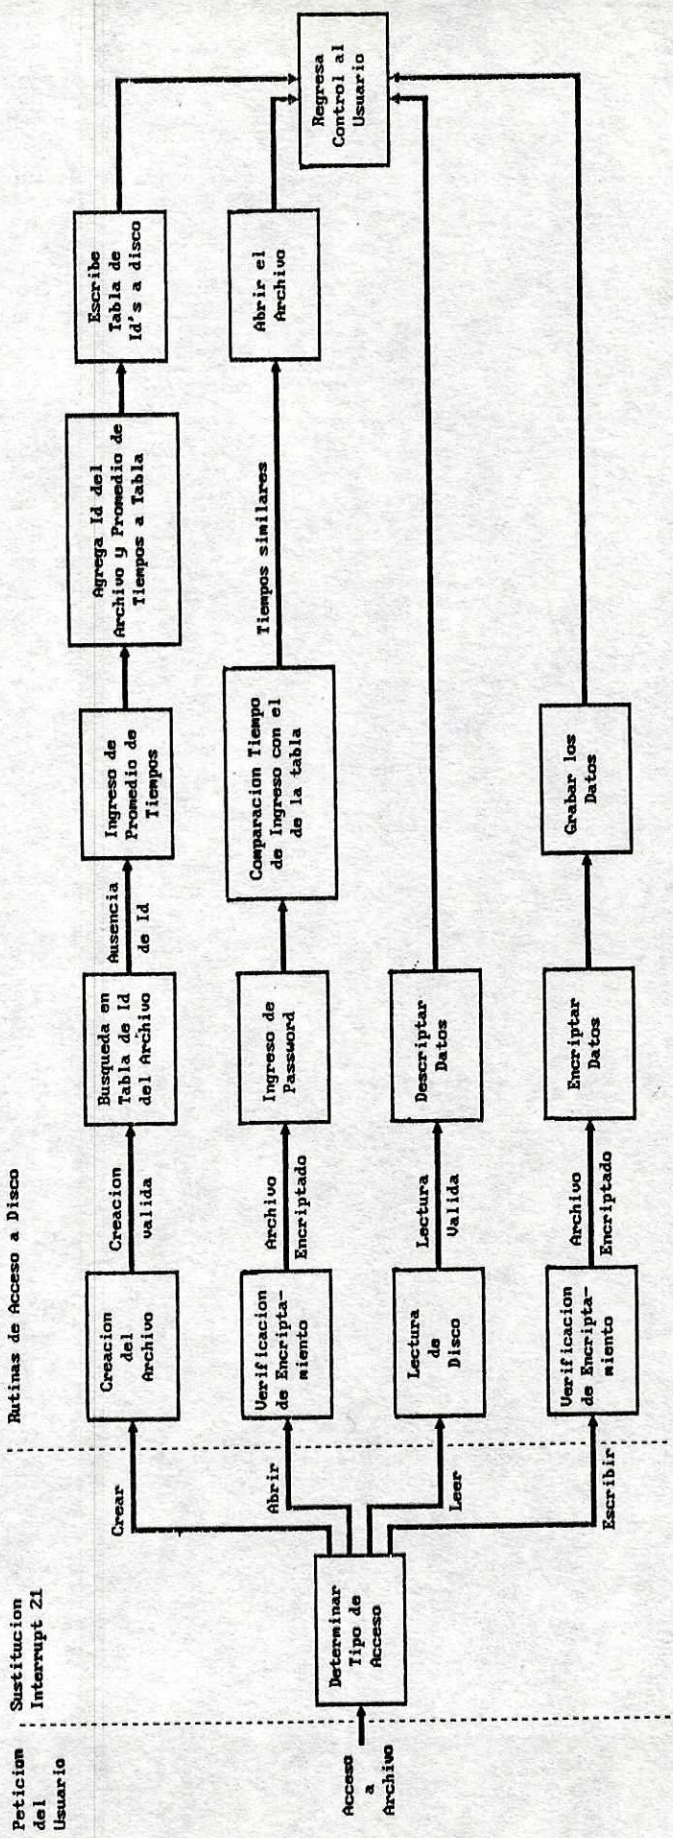 Peticion
del
Usuario
Sustitucion
Interrupt 21
Rutinas de Acceso a Disco
Acceso
a
Archivo
Determinar
Tipo de
Acceso
Crear
Creacion
del
Archivo
Creacion
valida
Busqueda en
Tabla de Id
del Archivo
Ausencia
de Id
Ingreso de
Promedio de
Tiempos
Agrega Id del
Archivo y Promedio de
Tiempos a Tabla
Escribe
Tabla de
Id's a disco
Abrir
Verificacion
de Encripta-
miento
Archivo
Encriptado
Ingreso de
Password
Comparacion Tiempo
de Ingreso con el
de la tabla
Tiempos similares
Abrir el
Archivo
Regresa
Control al
Usuario
Leer
Lectura
de
Disco
Lectura
Valida
Descriptar
Datos
Escribir
Verificacion
de Encripta-
miento
Archivo
Encriptado
Encriptar
Datos
Grabar los
Datos